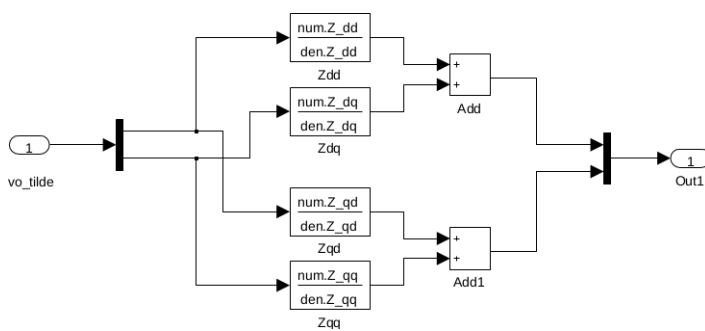 num.Z_dd
den.Z_dd
Zdd
+
+
Add
num.Z_dq
den.Z_dq
Zdq
1
vo_tilde
1
Out1
num.Z_qd
den.Z_qd
Zqd
+
+
Add1
num.Z_qq
den.Z_qq
Zqq